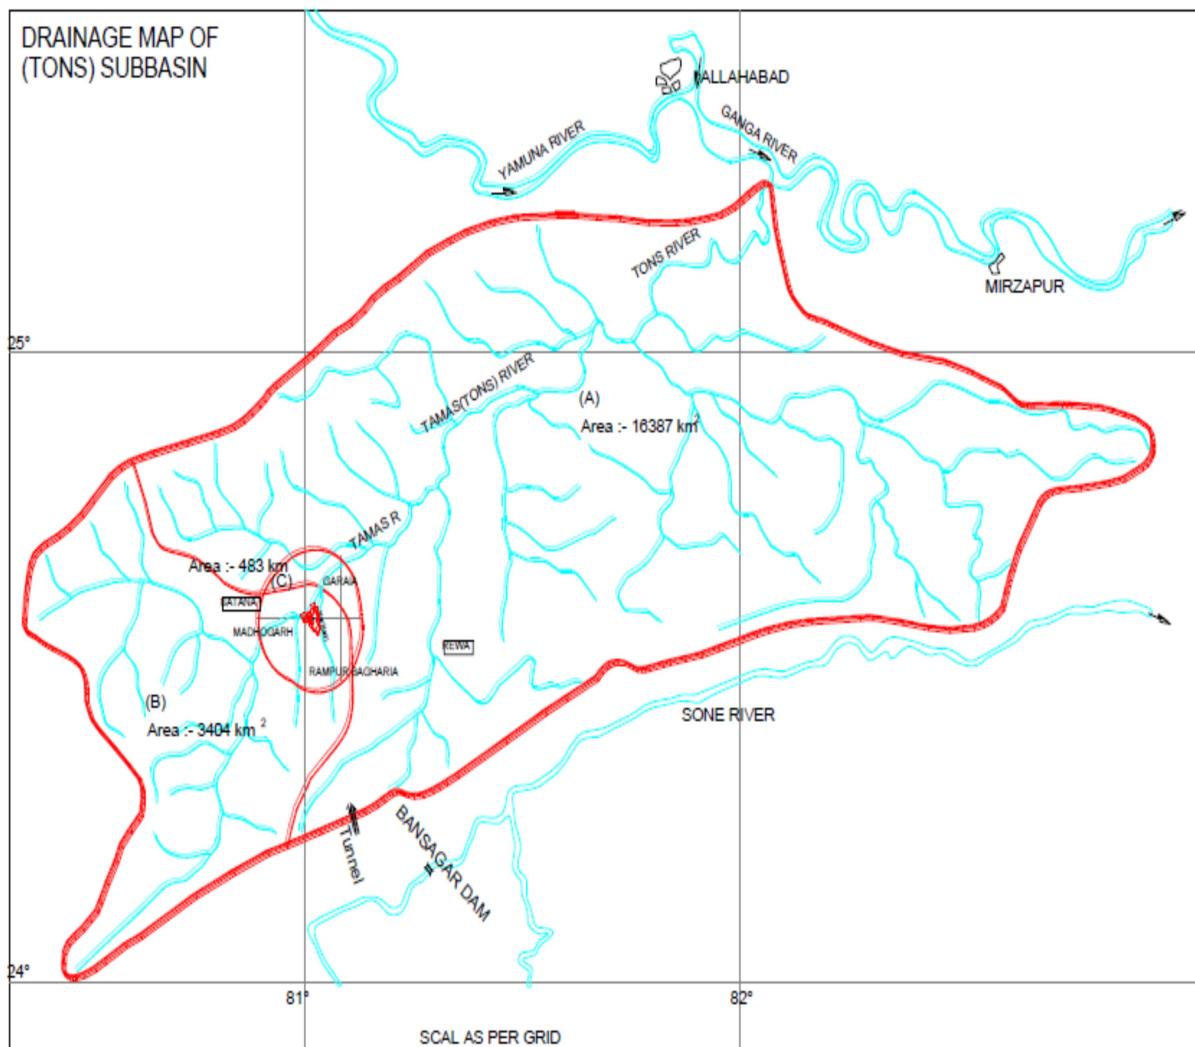 DRAINAGE MAP OF
(TONS) SUBBASIN
ALLAHABAD
GANGA RIVER
YAMUNA RIVER
TONS RIVER
MIRZAPUR
25°
TAMAS(TONS) RIVER
(A)
Area :- 16387 km²
TAMAS R
Area :- 483 km
(C)
GARAIA
SATANA
MADHOGARH
REWA
RAMPUR BAGHARIA
(B)
Area :- 3404 km ²
SONE RIVER
BANSAGAR DAM
Tunnel
24°
81°
82°
SCAL AS PER GRID